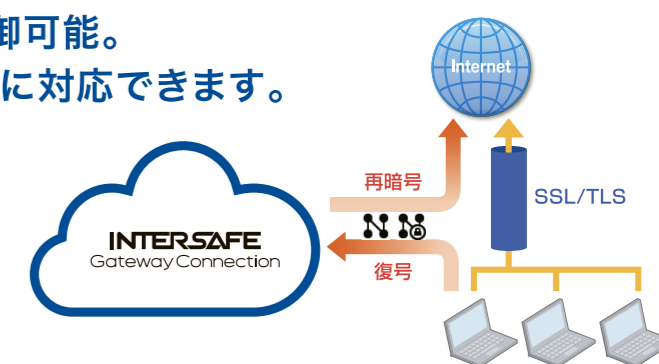 御可能。
に対応できます。
Internet
再暗号
SSL/TLS
INTERSAFE
Gateway Connection
復号